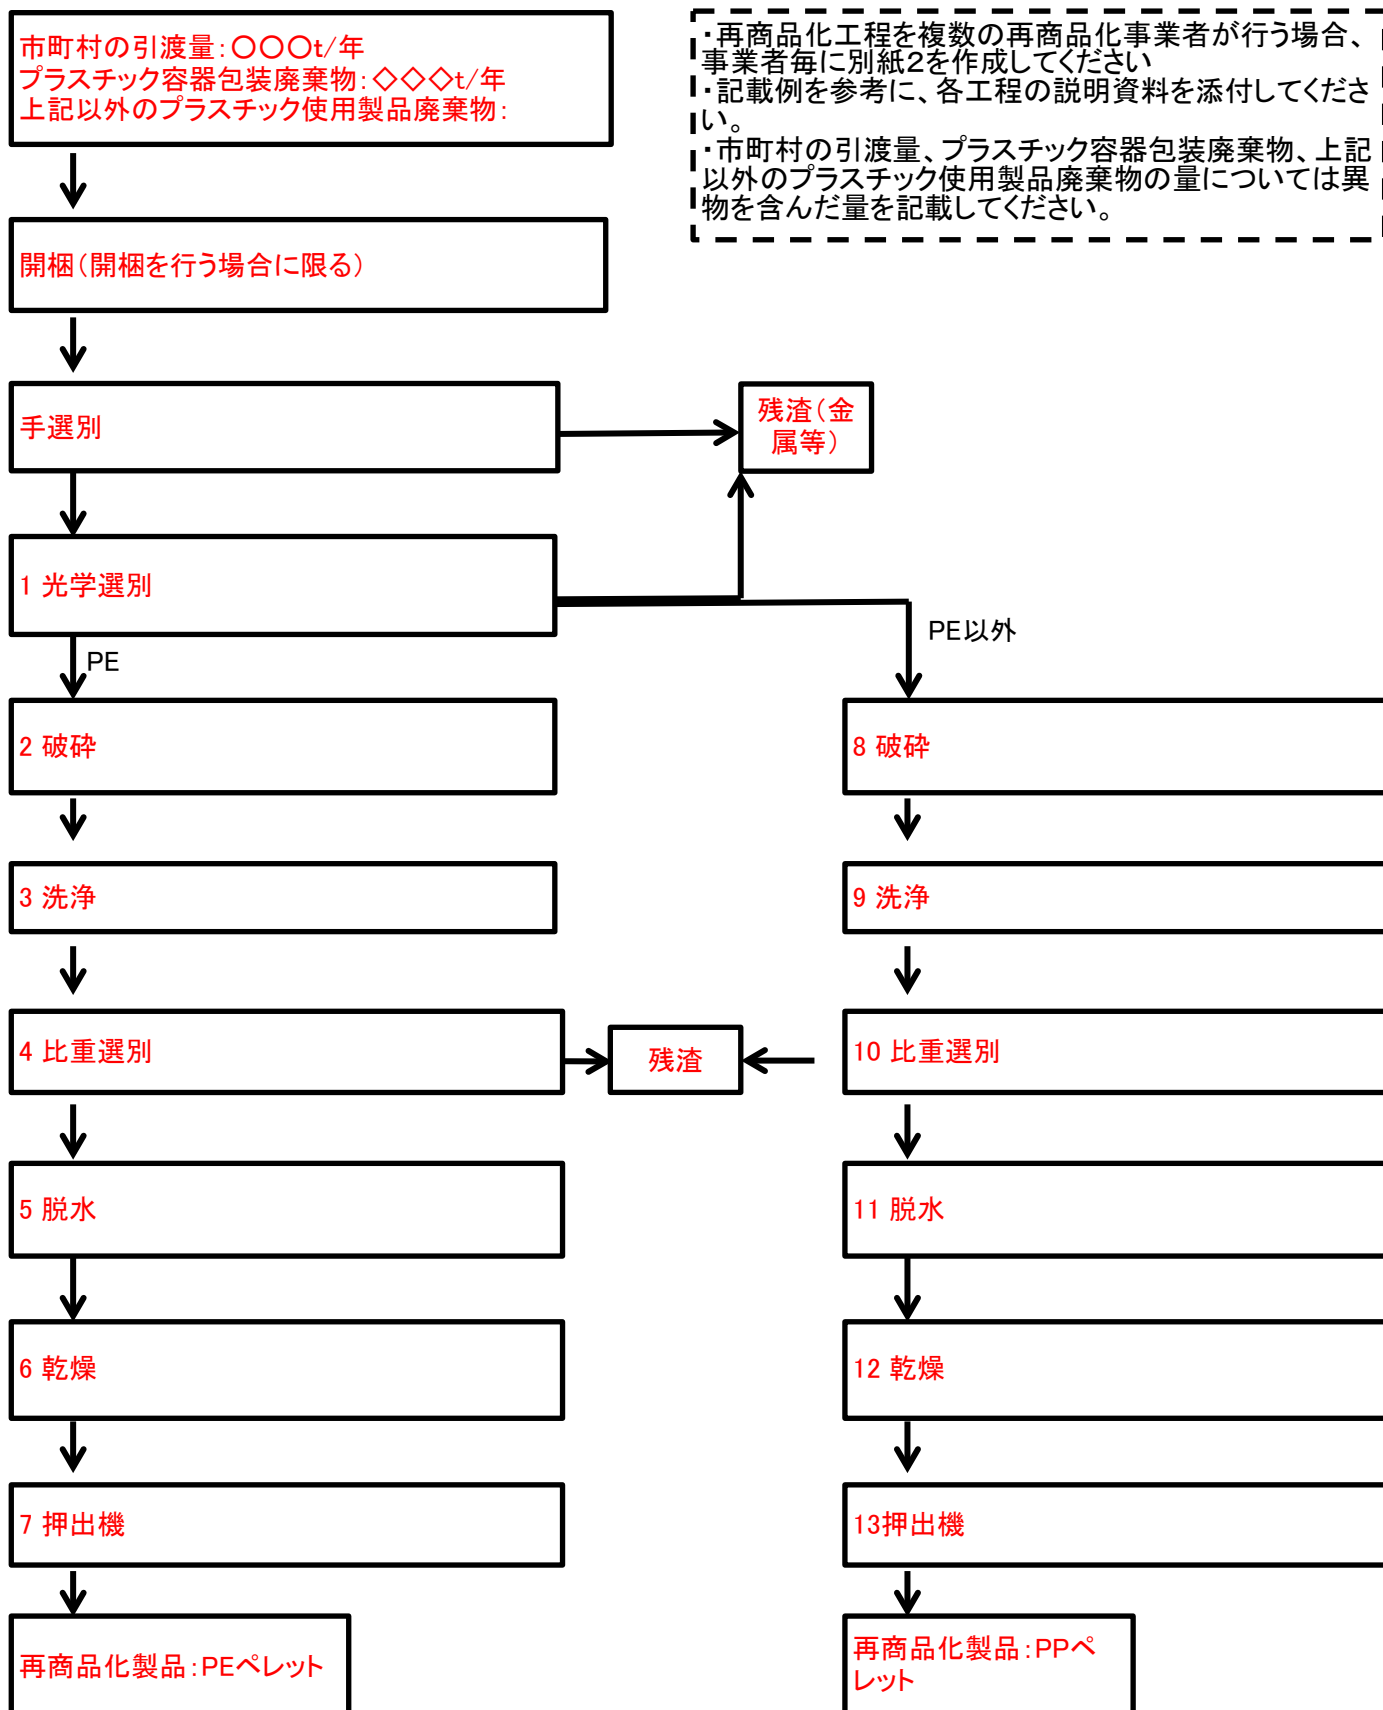 市町村の引渡量：〇〇〇t/年
プラスチック容器包装廃棄物：◇◇◇t/年
上記以外のプラスチック使用製品廃棄物：
・再商品化工程を複数の再商品化事業者が行う場合、
事業者毎に別紙２を作成してください
・記載例を参考に、各工程の説明資料を添付してくださ
い。
・市町村の引渡量、プラスチック容器包装廃棄物、上記
以外のプラスチック使用製品廃棄物の量については異
物を含んだ量を記載してください。
開梱（開梱を行う場合に限る）
手選別
残渣（金
属等）
1 光学選別
PE
PE以外
2 破砕
8 破砕
3 洗浄
9 洗浄
4 比重選別
残渣
10 比重選別
5 脱水
11 脱水
6 乾燥
12 乾燥
7 押出機
13押出機
再商品化製品：PEペレット
再商品化製品：PPペ
レット